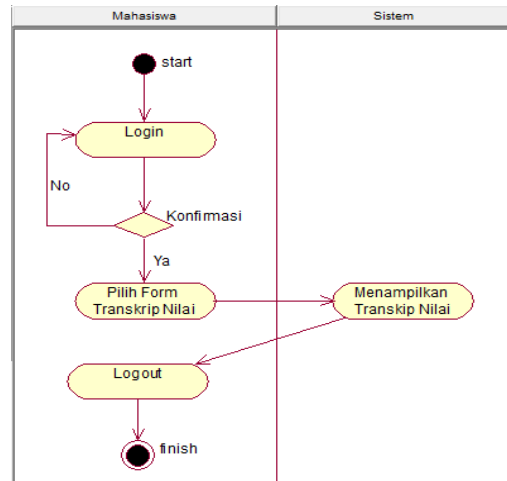 Mahasiswa
Sistem
start
Login
No
Konfirmasi
Ya
Pilih Form
Transkrip Nilai
Menampilkan
Transkip Nilai
Logout
finish